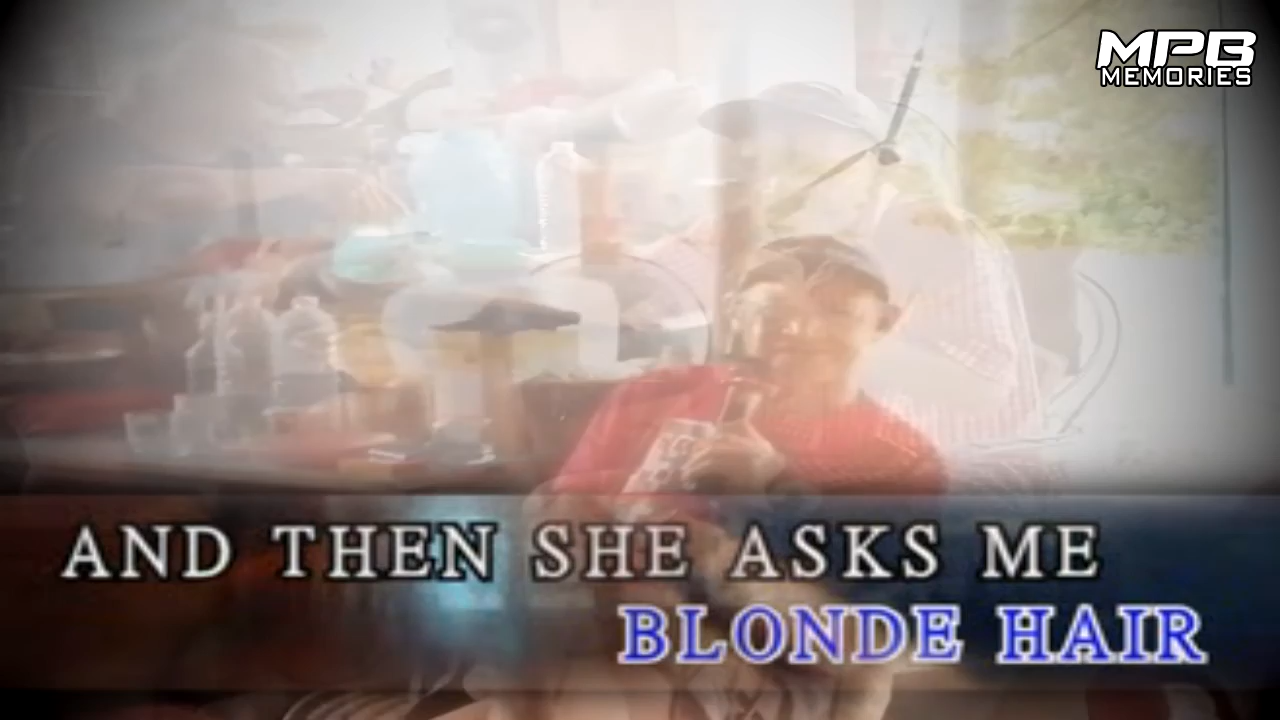 MPB
MEMORIES
AND THEN SHE ASKS ME
BLONDE HAIR